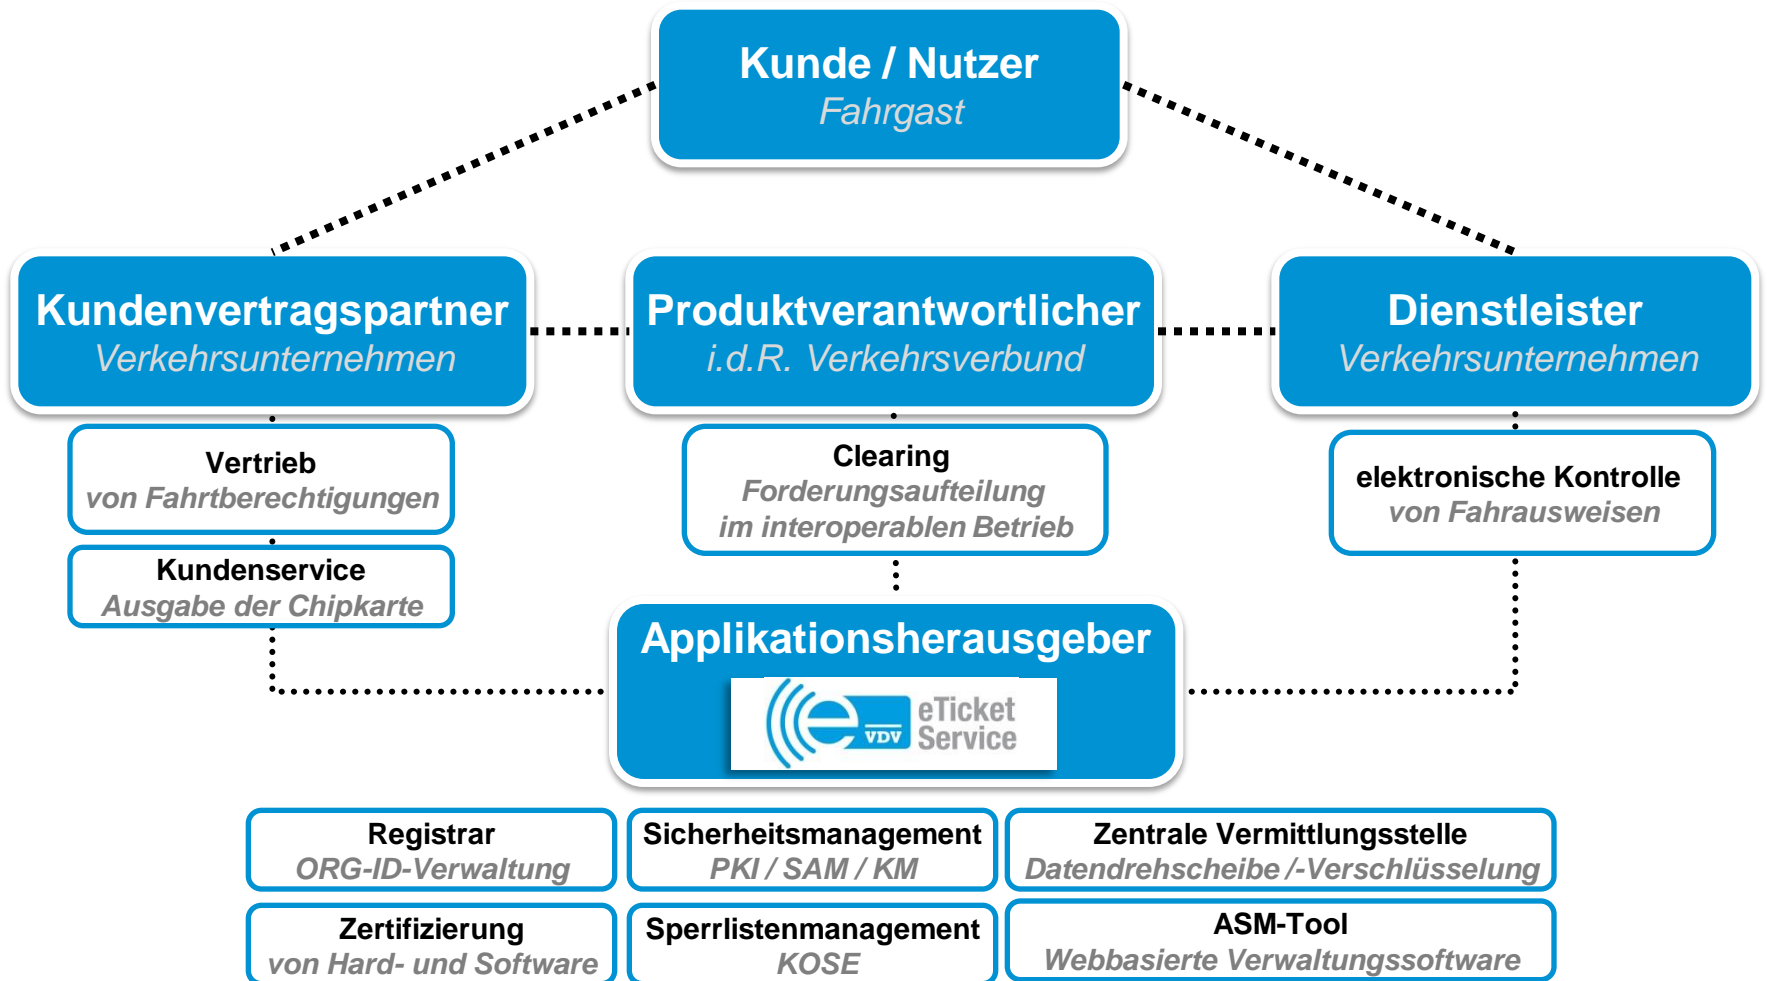 Kunde / Nutzer
Fahrgast
Kundenvertragspartner
Verkehrsunternehmen
Produktverantwortlicher
i.d.R. Verkehrsverbund
Dienstleister
Verkehrsunternehmen
Vertrieb
von Fahrtberechtigungen
Kundenservice
Ausgabe der Chipkarte
Clearing
Forderungsaufteilung
im interoperablen Betrieb
elektronische Kontrolle
von Fahrausweisen
Applikationsherausgeber
e
VDV
eTicket
Service
Registrar
ORG-ID-Verwaltung
Sicherheitsmanagement
PKI / SAM / KM
Zentrale Vermittlungsstelle
Datendrehscheibe /-Verschlüsselung
Zertifizierung
von Hard- und Software
Sperrlistenmanagement
KOSE
ASM-Tool
Webbasierte Verwaltungssoftware